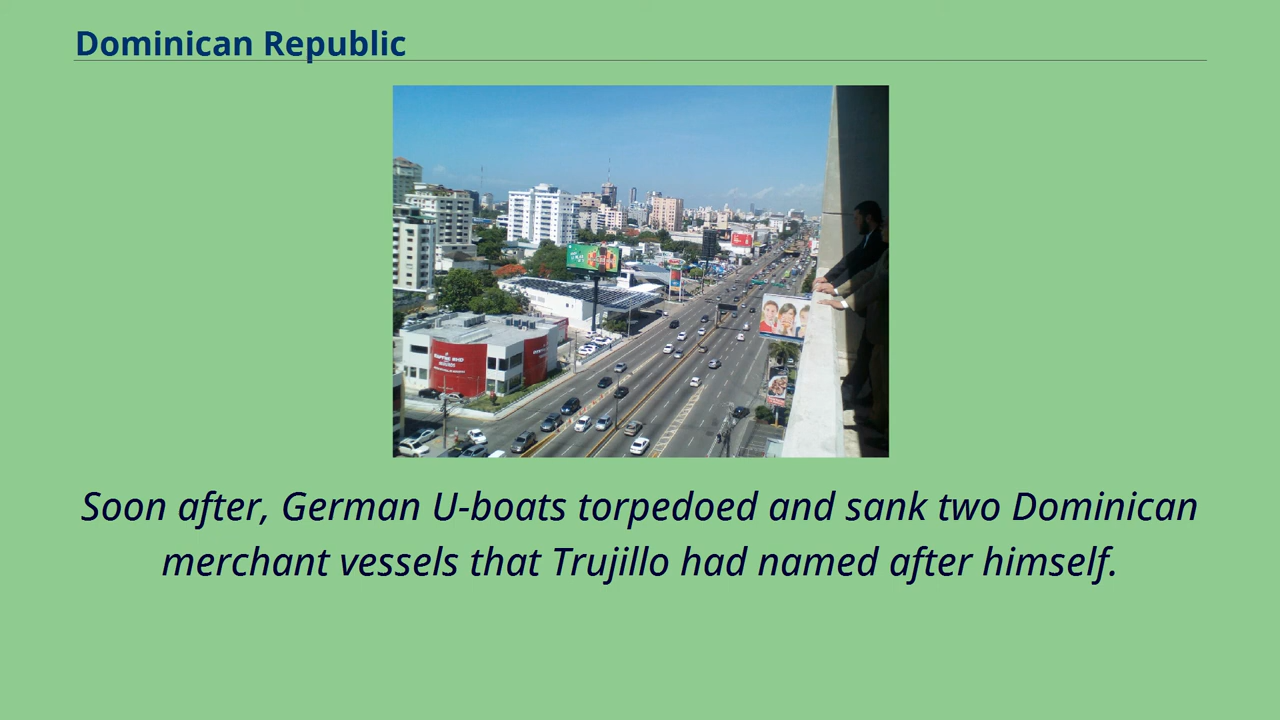 Dominican Republic
Soon after, German U-boats torpedoed and sank two Dominican
merchant vessels that Trujillo had named after himself.